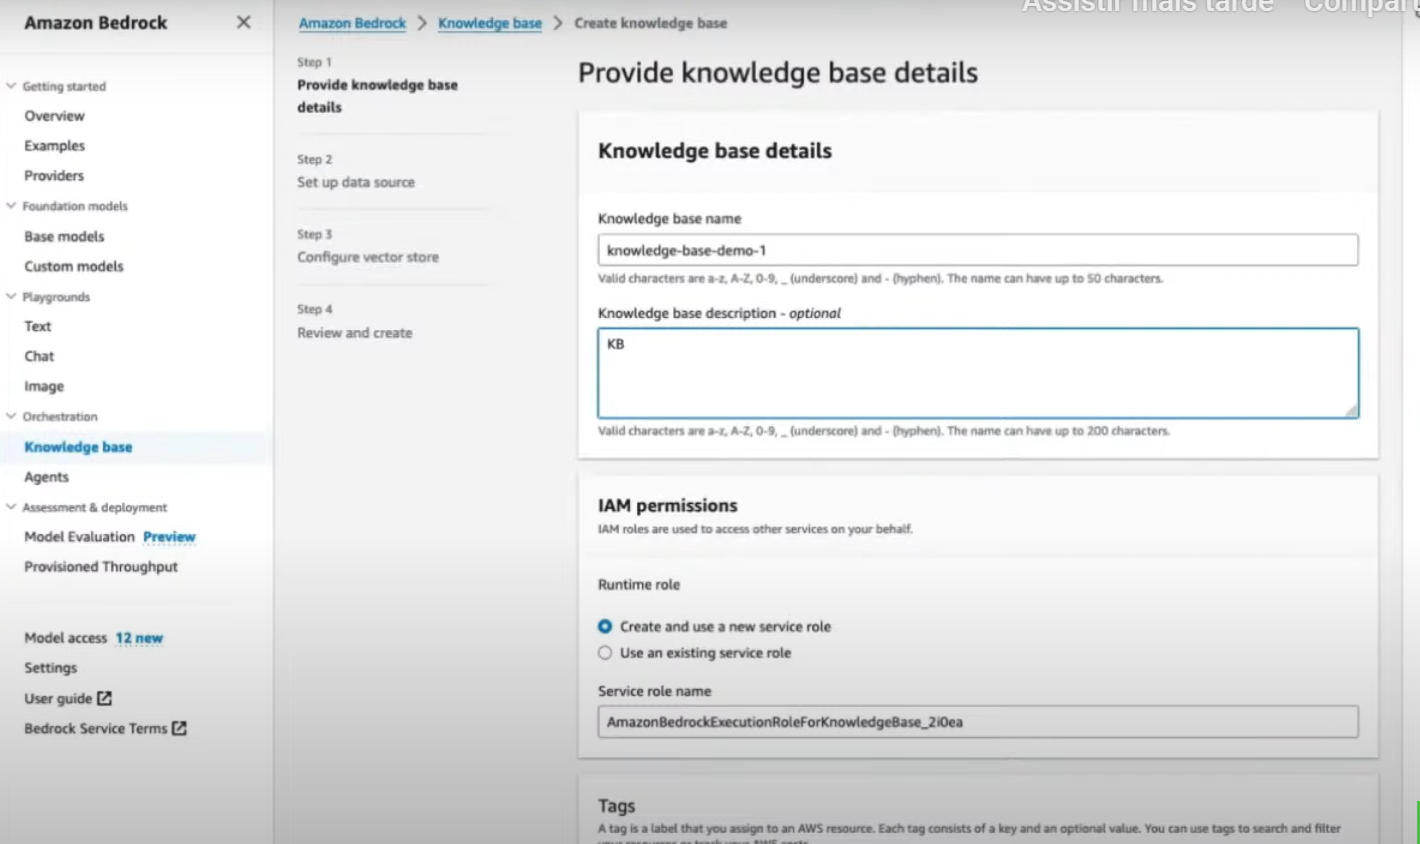 Assistir mais tarde
Amazon Bedrock
Getting started
Overview
Examples
Providers
Foundation models
Base models
Custom models
Playgrounds
Text
Chat
Image
Orchestration
Knowledge base
Agents
Assessment & deployment
Model Evaluation Preview
Provisioned Throughput
Model access 12 new
Settings
User guide
Bedrock Service Terms
Amazon Bedrock > Knowledge base > Create knowledge base
Step 1
Provide knowledge base
details
Step 2
Set up data source
Step 3
Configure vector store
Step 4
Review and create
Provide knowledge base details
Knowledge base details
Knowledge base name
knowledge-base-demo-1
Valid characters are a-z, A-Z, 0-9, _ (underscore) and - (hyphen). The name can have up to 50 characters.
Knowledge base description - optional
KB
Valid characters are a-z, A-Z, 0-9, _ (underscore) and - (hyphen). The name can have up to 200 characters.
IAM permissions
IAM roles are used to access other services on your behalf.
Runtime role
Create and use a new service role
Use an existing service role
Service role name
AmazonBedrockExecutionRoleForKnowledgeBase_2i0ea
Tags
A tag is a label that you assign to an AWS resource. Each tag consists of a key and an optional value. You can use tags to search and filter